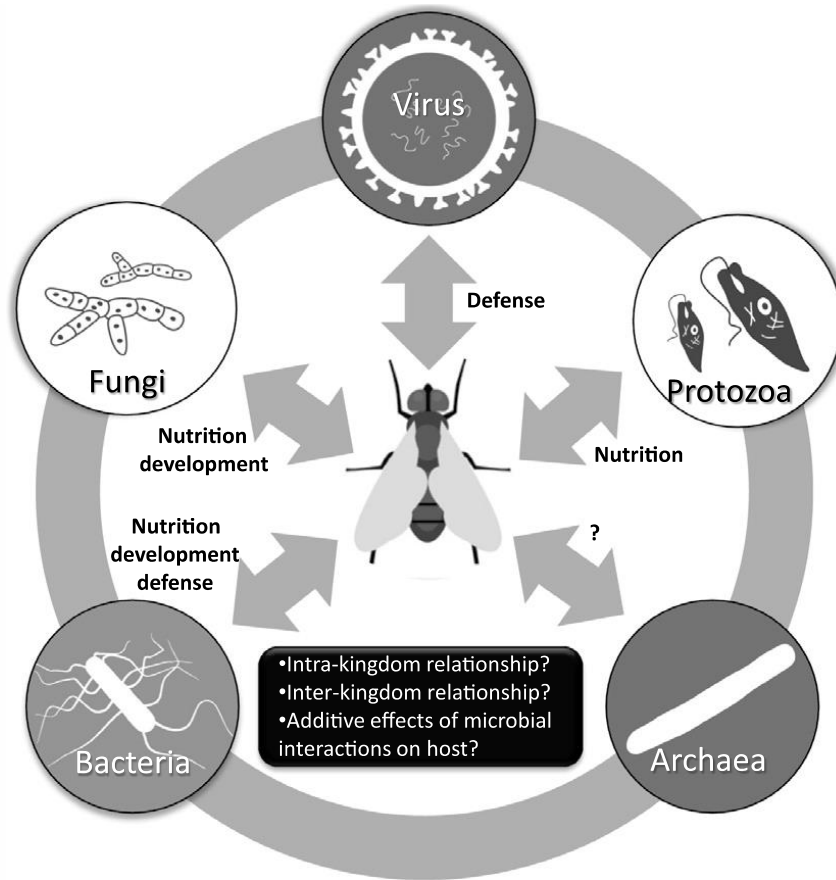 Virus
Defense
Fungi
Protozoa
Nutrition
development
Nutrition
Nutrition
development
defense
?
•Intra-kingdom relationship?
•Inter-kingdom relationship?
•Additive effects of microbial
interactions on host?
Bacteria
Archaea